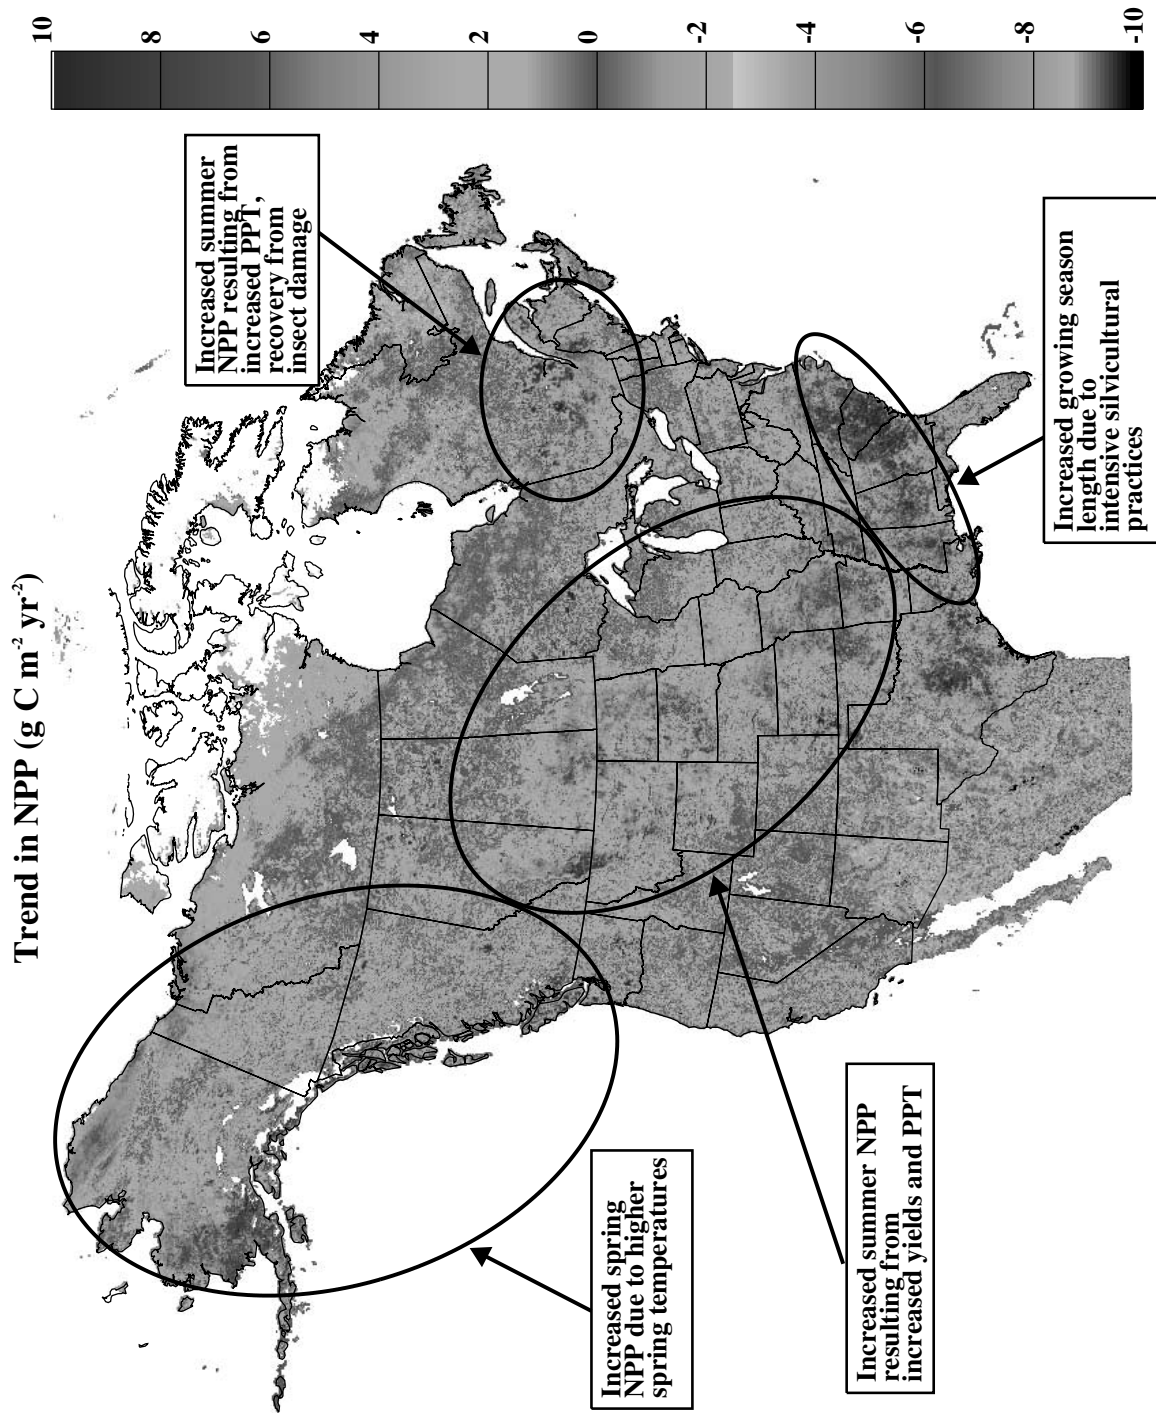 Trend in NPP (g C m⁻² yr⁻²)
Increased spring
NPP due to higher
spring temperatures
Increased summer NPP
resulting from
increased yields and PPT
Increased summer
NPP resulting from
increased PPT,
recovery from
insect damage
Increased growing season
length due to
intensive silvicultural
practices
10
8
6
4
2
0
-2
-4
-6
-8
-10